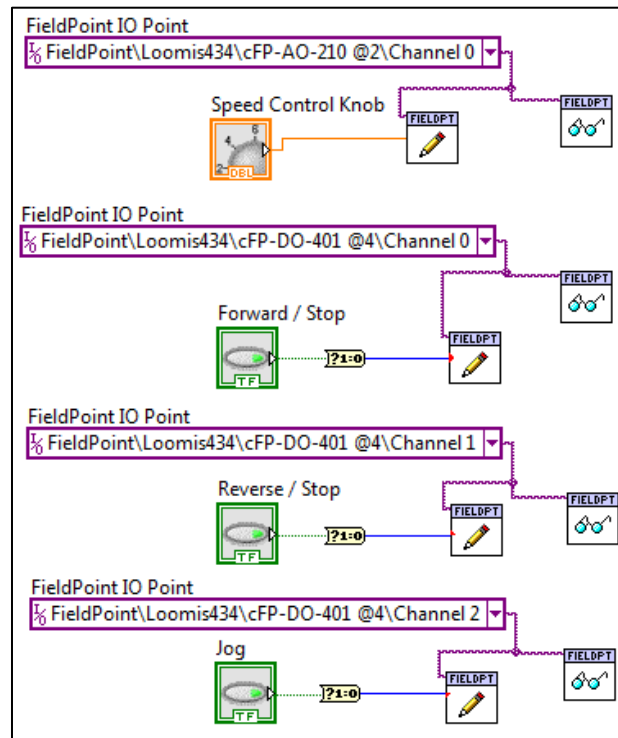 FieldPoint IO Point
I/O FieldPoint\Loomis434\cFP-AO-210 @2\Channel 0
Speed Control Knob
FIELDPT
FIELDPT
2 4 6
DBL
FieldPoint IO Point
I/O FieldPoint\Loomis434\cFP-DO-401 @4\Channel 0
FIELDPT
Forward / Stop
FIELDPT
TF
?1:0
FieldPoint IO Point
I/O FieldPoint\Loomis434\cFP-DO-401 @4\Channel 1
Reverse / Stop
FIELDPT
FIELDPT
TF
?1:0
FieldPoint IO Point
I/O FieldPoint\Loomis434\cFP-DO-401 @4\Channel 2
Jog
FIELDPT
FIELDPT
TF
?1:0